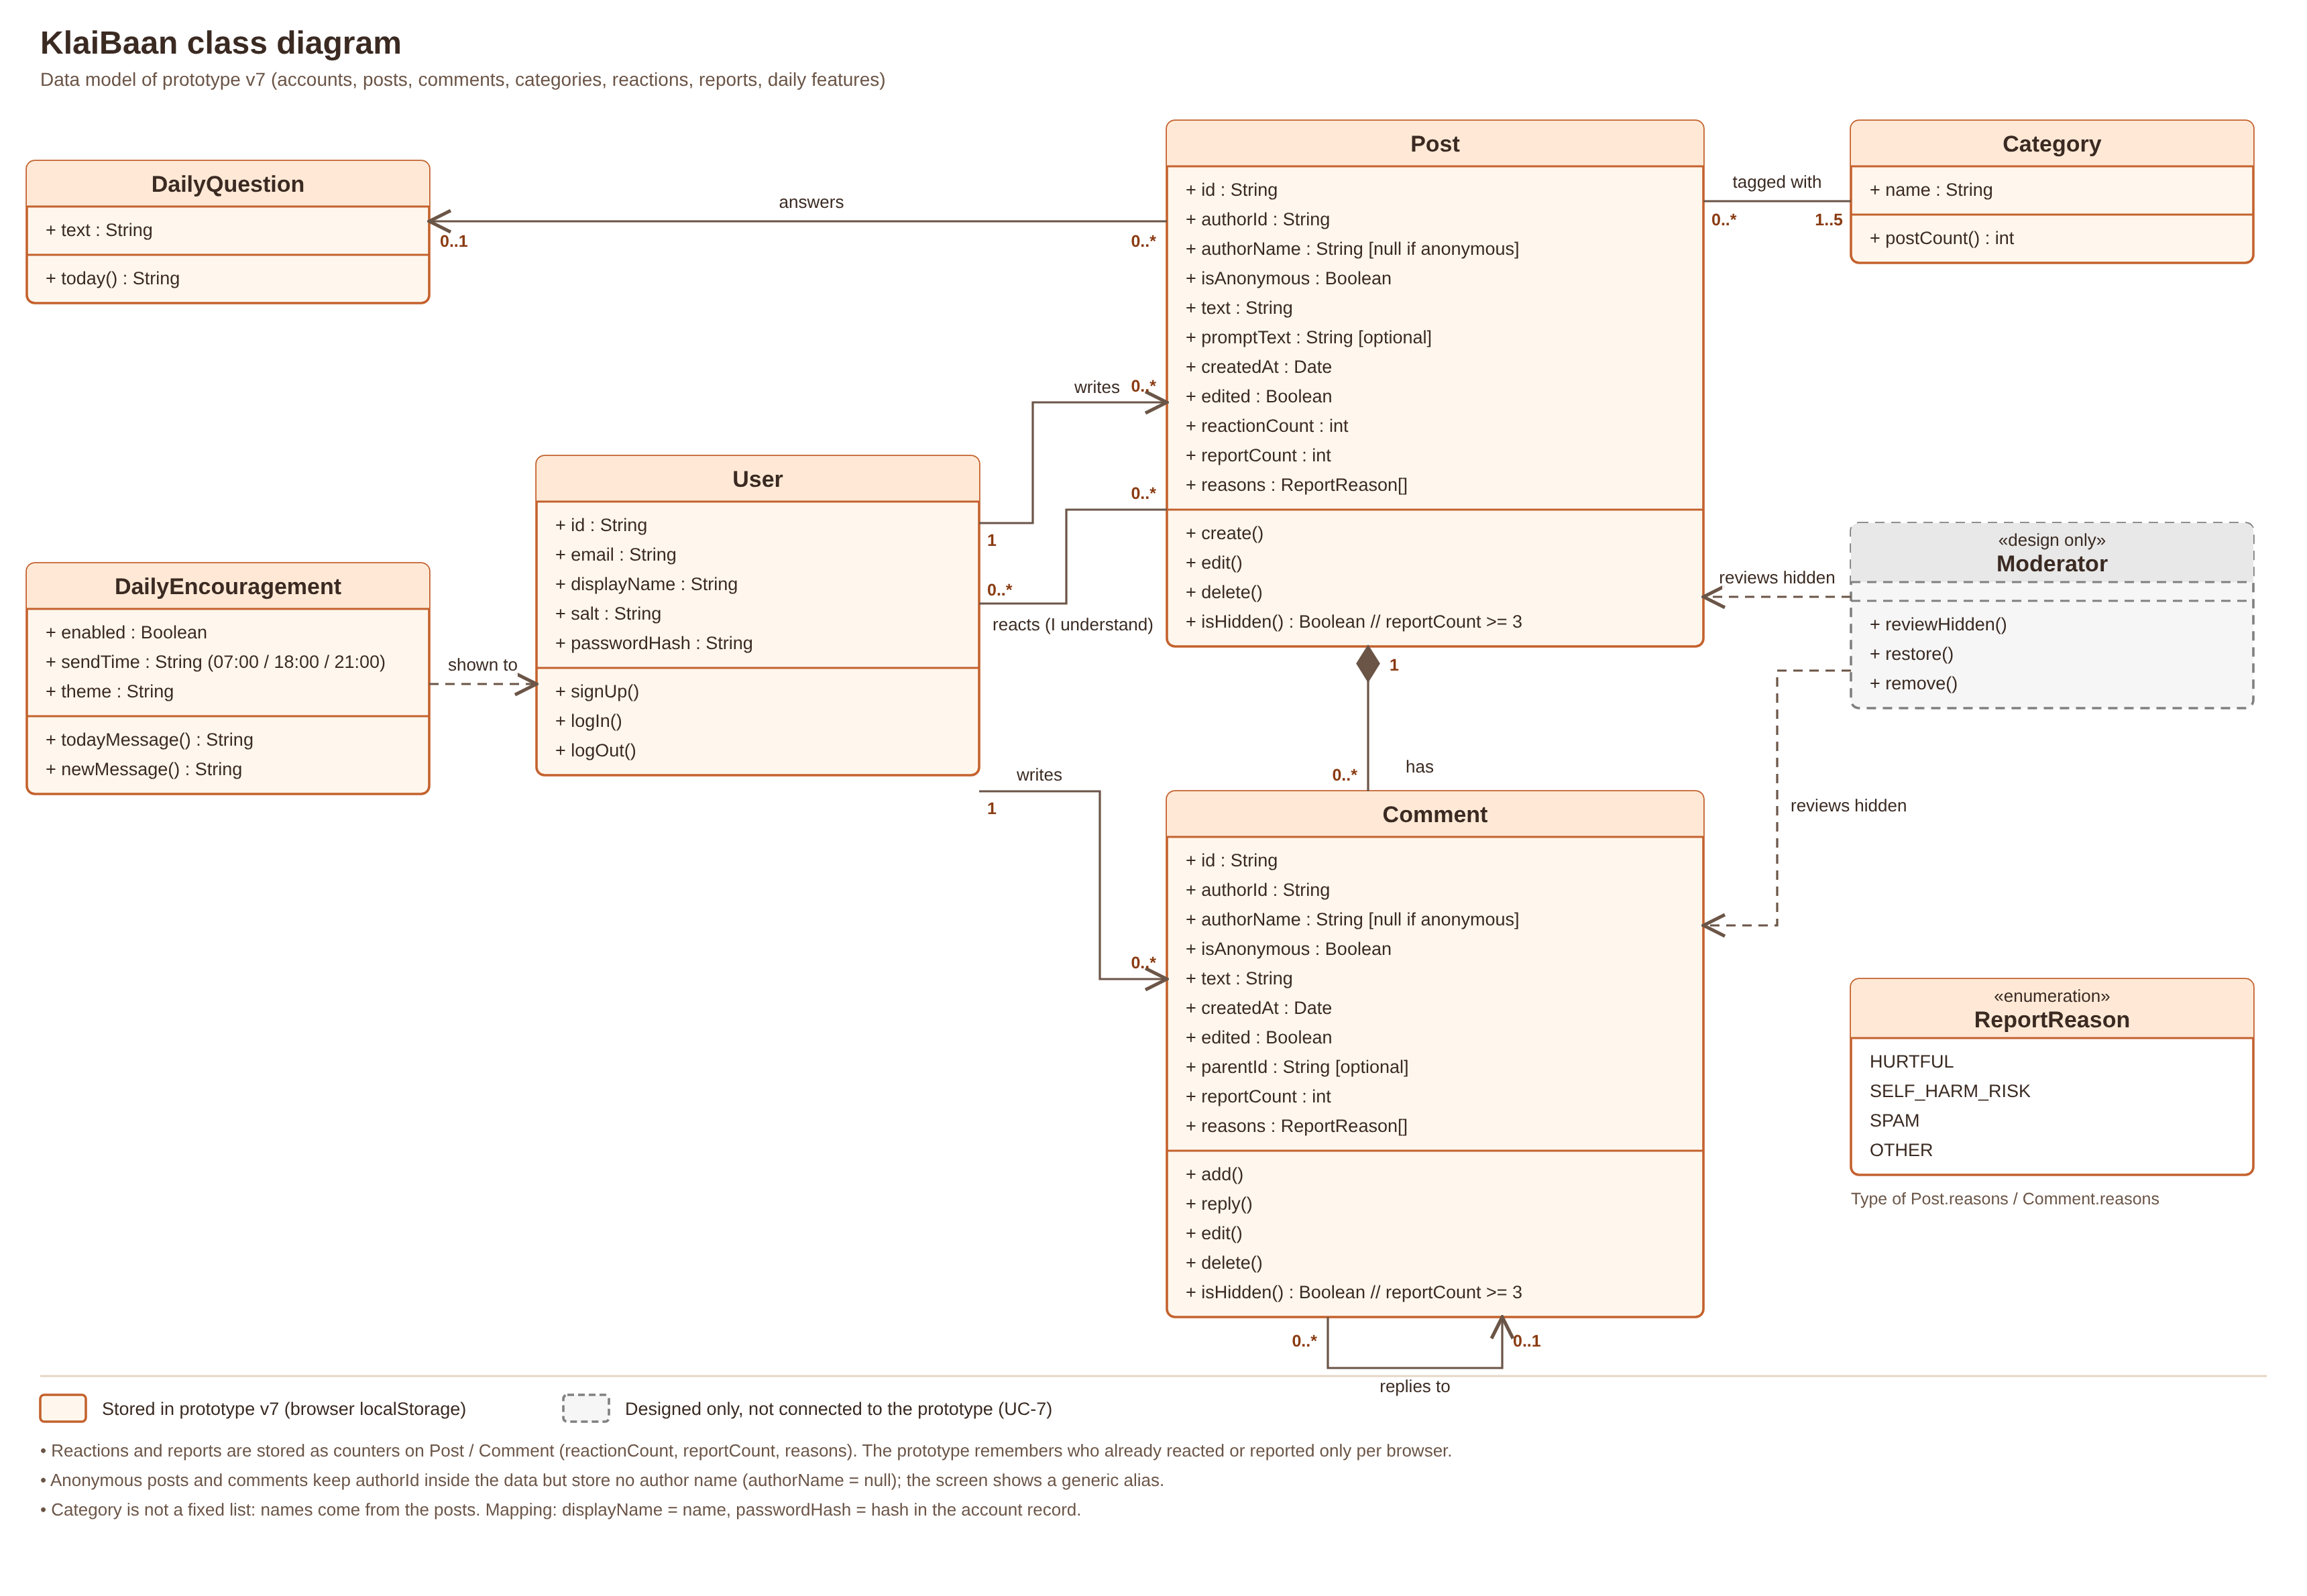 KlaiBaan class diagram
Data model of prototype v7 (accounts, posts, comments, categories, reactions, reports, daily features)
DailyQuestion
+ text : String
+ today() : String
answers
0..1
0..*
Post
+ id : String
+ authorId : String
+ authorName : String [null if anonymous]
+ isAnonymous : Boolean
+ text : String
+ promptText : String [optional]
+ createdAt : Date
+ edited : Boolean
+ reactionCount : int
+ reportCount : int
+ reasons : ReportReason[]
+ create()
+ edit()
+ delete()
+ isHidden() : Boolean // reportCount >= 3
tagged with
0..*
1..5
Category
+ name : String
+ postCount() : int
writes
0..*
1
0..*
0..*
reacts (I understand)
User
+ id : String
+ email : String
+ displayName : String
+ salt : String
+ passwordHash : String
+ signUp()
+ logIn()
+ logOut()
DailyEncouragement
+ enabled : Boolean
+ sendTime : String (07:00 / 18:00 / 21:00)
+ theme : String
+ todayMessage() : String
+ newMessage() : String
shown to
«design only»
Moderator
+ reviewHidden()
+ restore()
+ remove()
reviews hidden
reviews hidden
1
0..*
has
writes
1
0..*
Comment
+ id : String
+ authorId : String
+ authorName : String [null if anonymous]
+ isAnonymous : Boolean
+ text : String
+ createdAt : Date
+ edited : Boolean
+ parentId : String [optional]
+ reportCount : int
+ reasons : ReportReason[]
+ add()
+ reply()
+ edit()
+ delete()
+ isHidden() : Boolean // reportCount >= 3
«enumeration»
ReportReason
HURTFUL
SELF_HARM_RISK
SPAM
OTHER
Type of Post.reasons / Comment.reasons
0..*
0..1
replies to
Stored in prototype v7 (browser localStorage)
Designed only, not connected to the prototype (UC-7)
• Reactions and reports are stored as counters on Post / Comment (reactionCount, reportCount, reasons). The prototype remembers who already reacted or reported only per browser.
• Anonymous posts and comments keep authorId inside the data but store no author name (authorName = null); the screen shows a generic alias.
• Category is not a fixed list: names come from the posts. Mapping: displayName = name, passwordHash = hash in the account record.